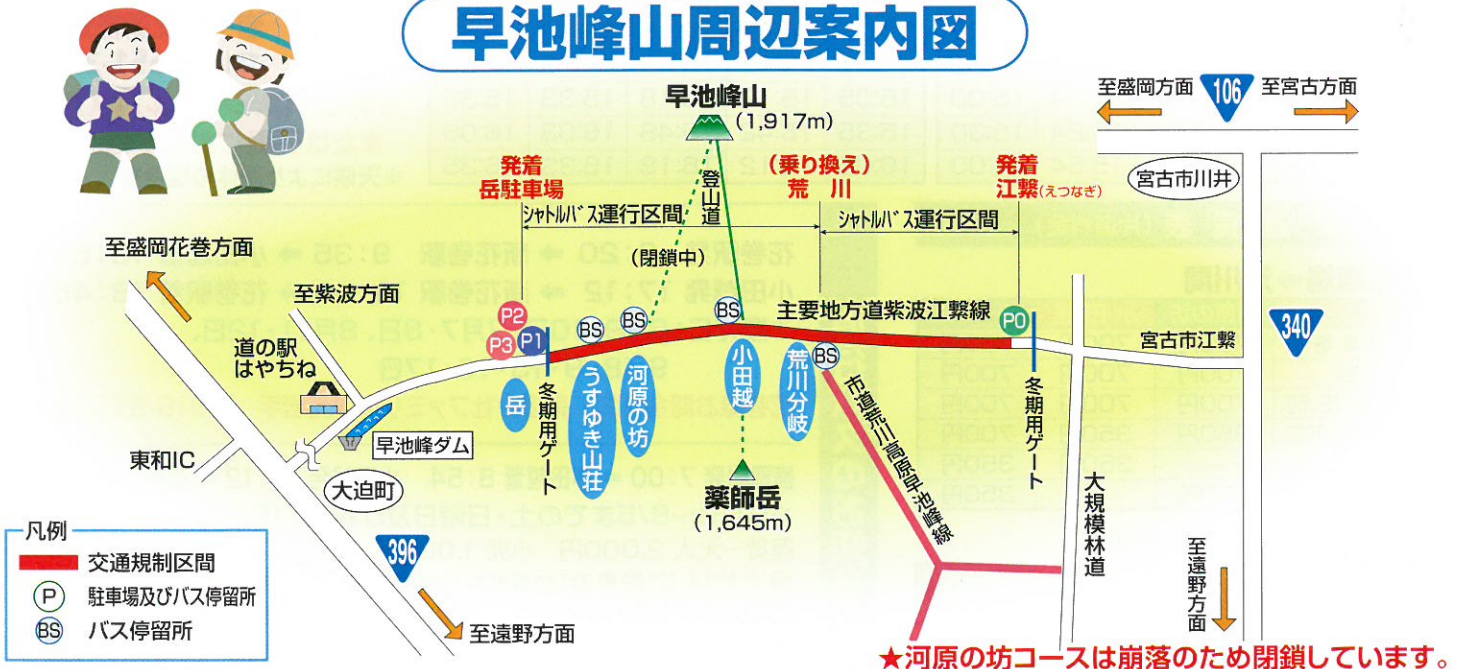 早池峰山周辺案内図
早池峰山
(1,917m)
至盛岡方面
106
至宮古方面
宮古市川井
発着
岳駐車場
(乗り換え)
荒川
発着
江繋(えつなぎ)
登山道
シャトルバス運行区間
シャトルバス運行区間
(閉鎖中)
至盛岡花巻方面
至紫波方面
主要地方道紫波江繋線
P2
P3
P1
BS
BS
BS
BS
P0
宮古市江繋
340
道の駅
はやちね
早池峰ダム
東和IC
大迫町
岳
冬期用ゲート
うすゆき山荘
河原の坊
小田越
荒川分岐
市道荒川高原早池峰線
冬期用ゲート
大規模林道
薬師岳
(1,645m)
396
至遠野方面
至遠野方面
凡例
交通規制区間
P 駐車場及びバス停留所
BS バス停留所
★河原の坊コースは崩落のため閉鎖しています。